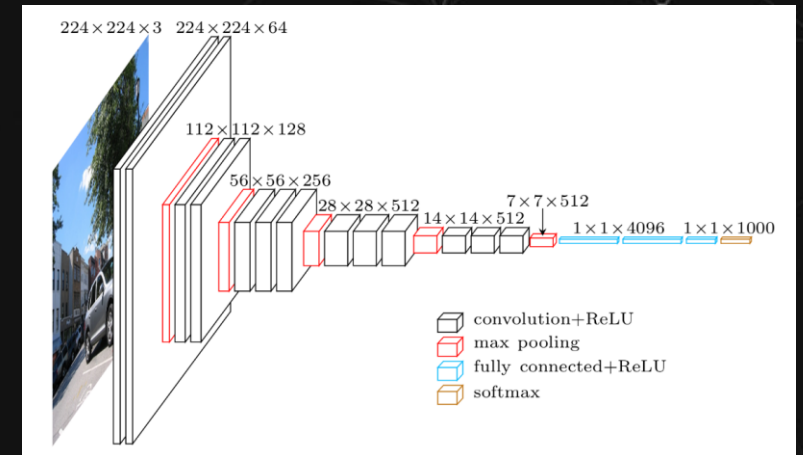 224×224×3
224×224×64
112×112×128
56×56×256
28×28×512
14×14×512
7×7×512
1×1×4096
1×1×1000
convolution+ReLU
max pooling
fully connected+ReLU
softmax